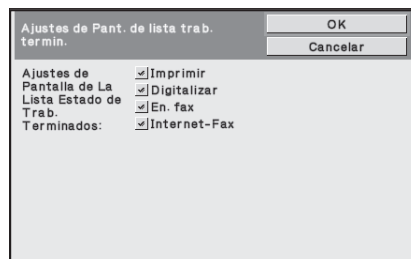 Ajustes de Pant. de lista trab.
termin.
OK
Cancelar
Ajustes de
Pantalla de La
Lista Estado de
Trab.
Terminados:
Imprimir
Digitalizar
En. fax
Internet-Fax